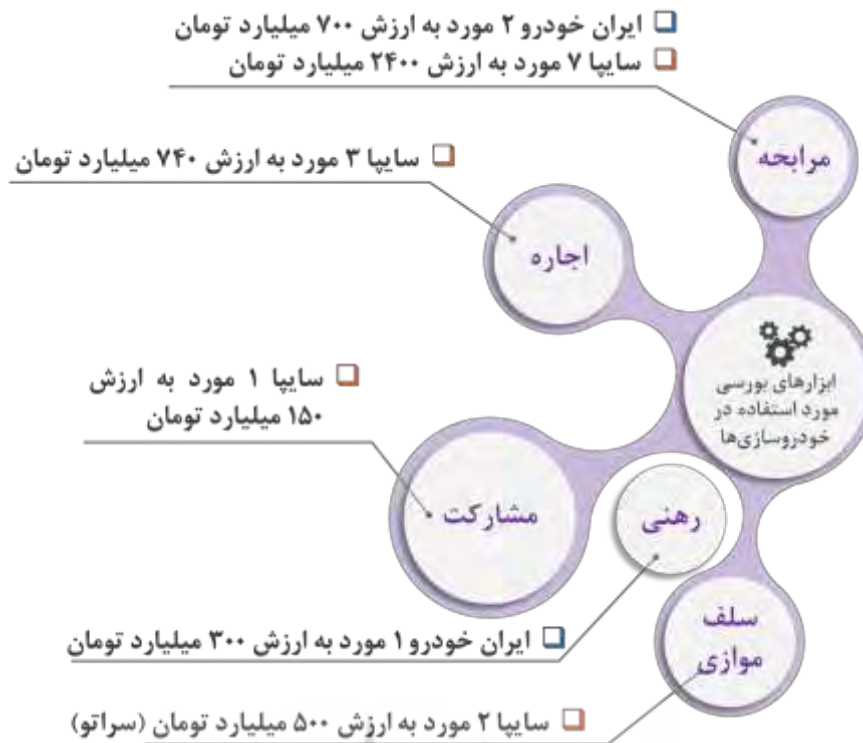 ایران خودرو ۲ مورد به ارزش ۷۰۰ میلیارد تومان
سایپا ۷ مورد به ارزش ۲۴۰۰ میلیارد تومان
مرابحه
سایپا ۳ مورد به ارزش ۷۴۰ میلیارد تومان
اجاره
ابزارهای بورسی
مورد استفاده در
خودروسازی‌ها
سایپا ۱ مورد به ارزش
۱۵۰ میلیارد تومان
مشارکت
رهنی
ایران خودرو ۱ مورد به ارزش ۳۰۰ میلیارد تومان
سلف
موازی
سایپا ۲ مورد به ارزش ۵۰۰ میلیارد تومان (سراتو)